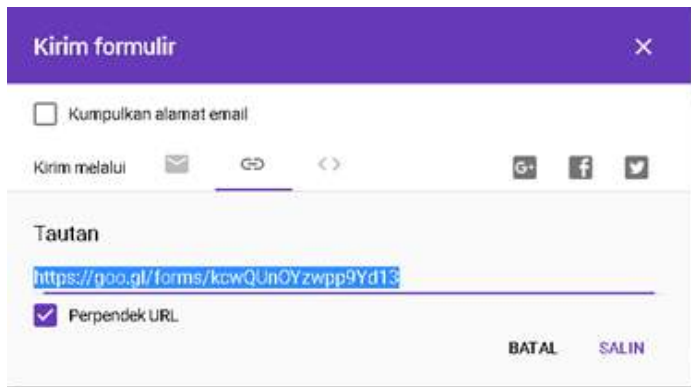 Kirim formulir
Kumpulkan alamat email
Kirim melalui
Tautan
https://goo.gl/forms/kcwQUnOYzwpp9Yd13
Perpendek URL
BATAL SALIN